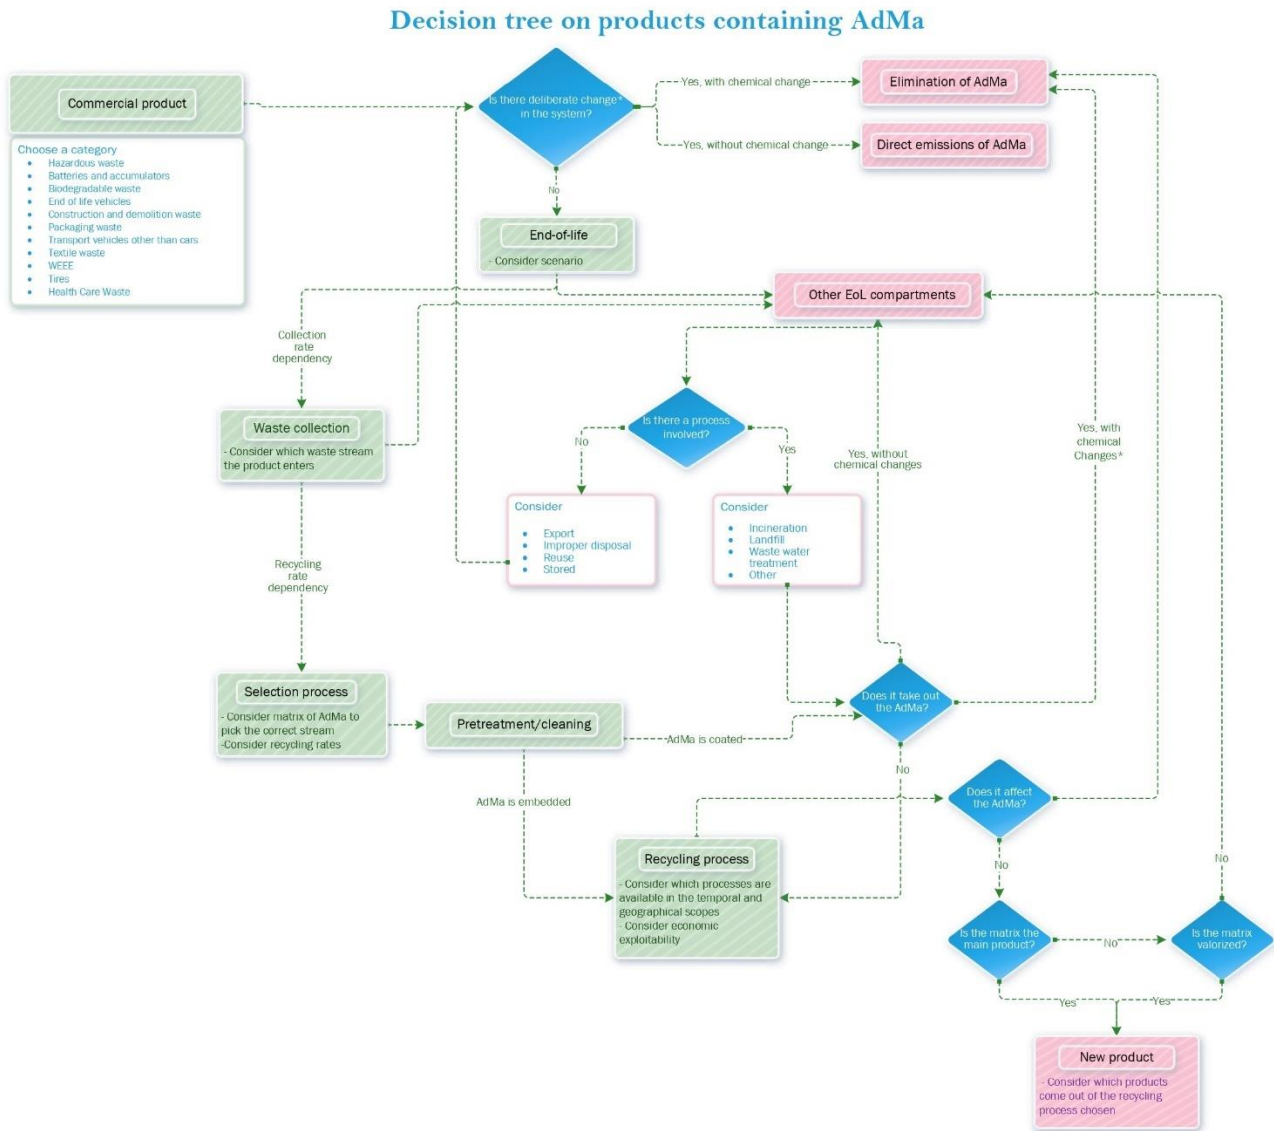 Decision tree on products containing AdMa
Commercial product
Choose a category
Hazardous waste
Batteries and accumulators
Biodegradable waste
End of life vehicles
Construction and demolition waste
Packaging waste
Transport vehicles other than cars
Textile waste
WEEE
Tires
Health Care Waste
Is there deliberate change*
in the system?
Yes, with chemical change
Elimination of AdMa
Yes, without chemical change
Direct emissions of AdMa
No
End-of-life
- Consider scenario
Other EoL compartments
Collection
rate
dependency
Waste collection
- Consider which waste stream
the product enters
Is there a process
involved?
No
Yes
Consider
Export
Improper disposal
Reuse
Stored
Consider
Incineration
Landfill
Waste water
treatment
Other
Yes, without
chemical changes
Yes, with
chemical
Changes*
Recycling
rate
dependency
Selection process
- Consider matrix of AdMa to
pick the correct stream
-Consider recycling rates
Pretreatment/cleaning
AdMa is coated
Does it take out
the AdMa?
No
AdMa is embedded
Does it affect
the AdMa?
Recycling process
- Consider which processes are
available in the temporal and
geographical scopes
- Consider economic
exploitability
No
No
Is the matrix the
main product?
No
Is the matrix
valorized?
Yes
Yes
New product
- Consider which products
come out of the recycling
process chosen